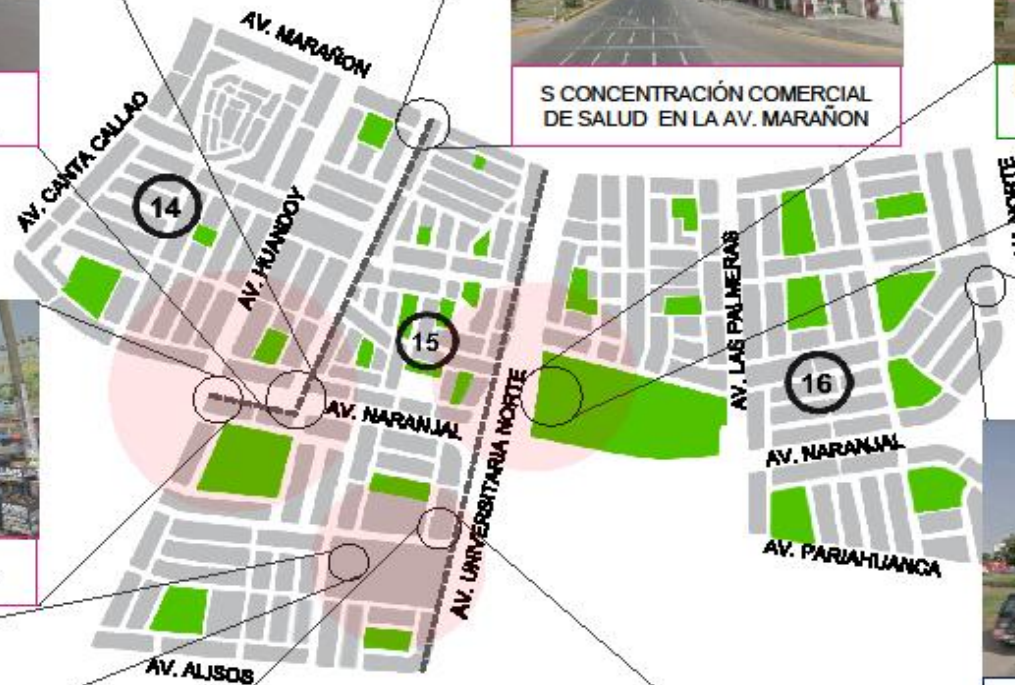 AV. MARAÑON
S CONCENTRACIÓN COMERCIAL
DE SALUD EN LA AV. MARAÑON
AV. CANTA CALLAO
14
AV. HUANDOY
15
AV. LAS PALMERAS
16
AV. NARANJAL
AV. UNIVERSITARIA NORTE
AV. NARANJAL
AV. PARIAHUANCA
AV. ALISOS
NORTE